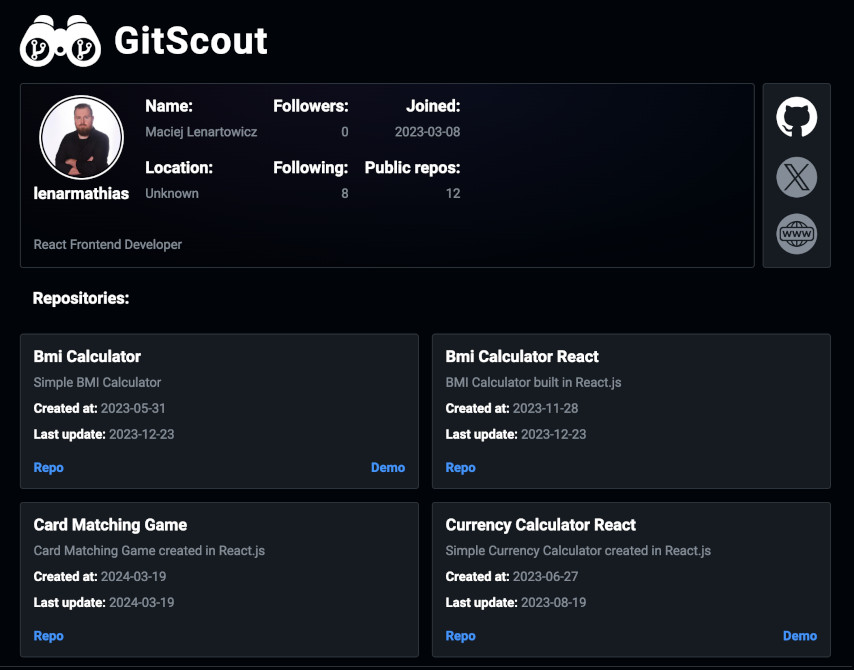 GitScout
Name: Followers: Joined:
Maciej Lenartowicz 0 2023-03-08
Location: Following: Public repos:
lenarmathias Unknown 8 12
React Frontend Developer
WWW
Repositories:
Bmi Calculator
Simple BMI Calculator
Created at: 2023-05-31
Last update: 2023-12-23
Repo Demo
Bmi Calculator React
BMI Calculator built in React.js
Created at: 2023-11-28
Last update: 2023-12-23
Repo
Card Matching Game
Card Matching Game created in React.js
Created at: 2024-03-19
Last update: 2024-03-19
Repo
Currency Calculator React
Simple Currency Calculator created in React.js
Created at: 2023-06-27
Last update: 2023-08-19
Repo Demo